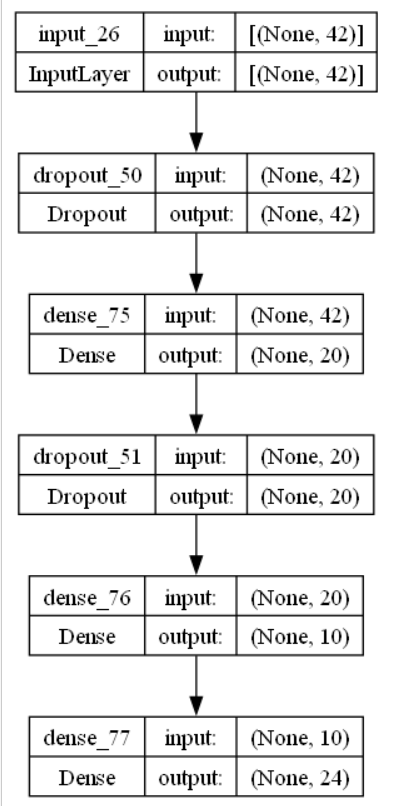 input_26 input: [(None, 42)]
InputLayer output: [(None, 42)]
dropout_50 input: (None, 42)
Dropout output: (None, 42)
dense_75 input: (None, 42)
Dense output: (None, 20)
dropout_51 input: (None, 20)
Dropout output: (None, 20)
dense_76 input: (None, 20)
Dense output: (None, 10)
dense_77 input: (None, 10)
Dense output: (None, 24)